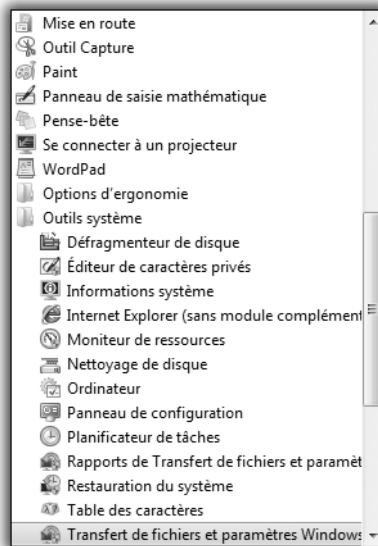 Mise en route
Outil Capture
Paint
Panneau de saisie mathématique
Pense-bête
Se connecter à un projecteur
WordPad
Options d'ergonomie
Outils système
Défragmenteur de disque
Éditeur de caractères privés
Informations système
Internet Explorer (sans module complément
Moniteur de ressources
Nettoyage de disque
Ordinateur
Panneau de configuration
Planificateur de tâches
Rapports de Transfert de fichiers et paramèt
Restauration du système
Table des caractères
Transfert de fichiers et paramètres Windows